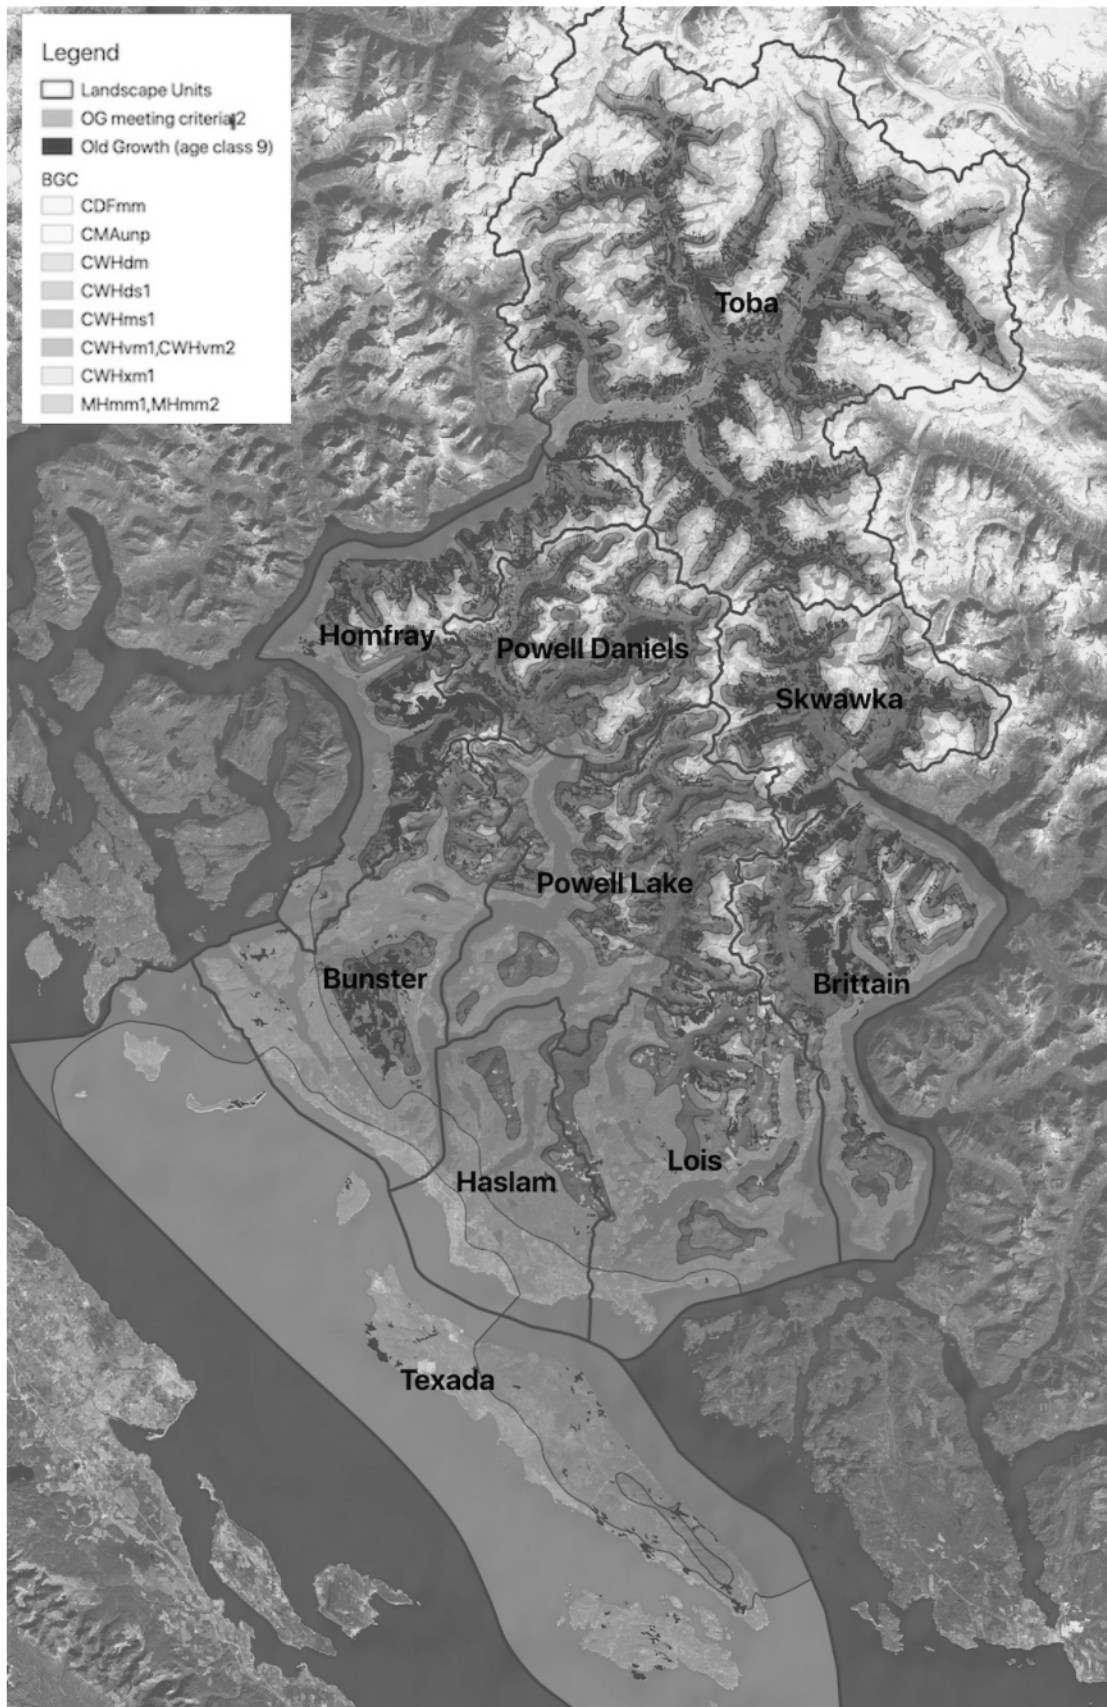 Legend
Landscape Units
OG meeting criteria 2
Old Growth (age class 9)
BGC
CDFmm
CMAunp
CWHdm
CWHds1
CWHms1
CWHvm1,CWHvm2
CWHxm1
MHmm1,MHmm2
Toba
Homfray
Powell Daniels
Skwawka
Powell Lake
Bunster
Brittain
Lois
Haslam
Texada